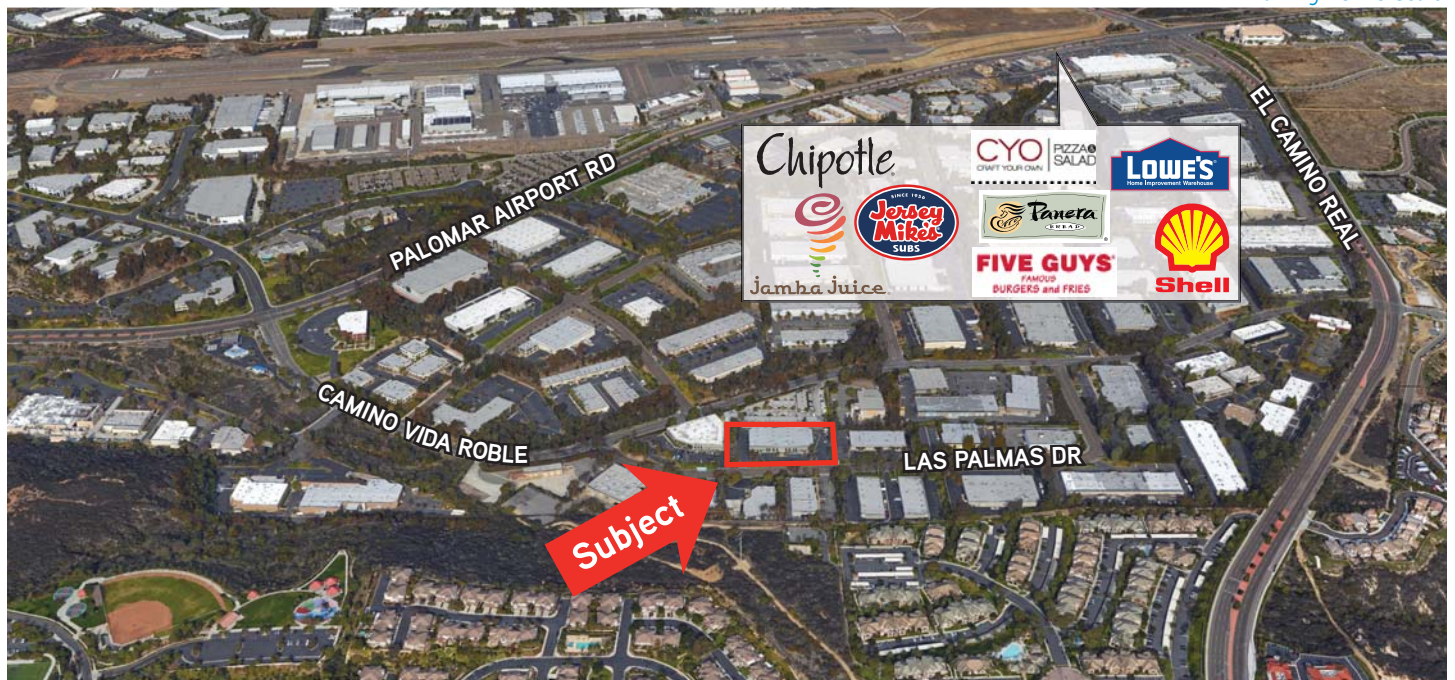 PALOMAR AIRPORT RD
EL CAMINO REAL
Chipotle
CYO
CRAFT YOUR OWN
PIZZA &
SALAD
LOWE'S
Home Improvement Warehouse
SINCE 1956
Jersey
Mike's
SUBS
Panera
BREAD
Jamba Juice
FIVE GUYS
FAMOUS
BURGERS and FRIES
Shell
CAMINO VIDA ROBLE
LAS PALMAS DR
Subject